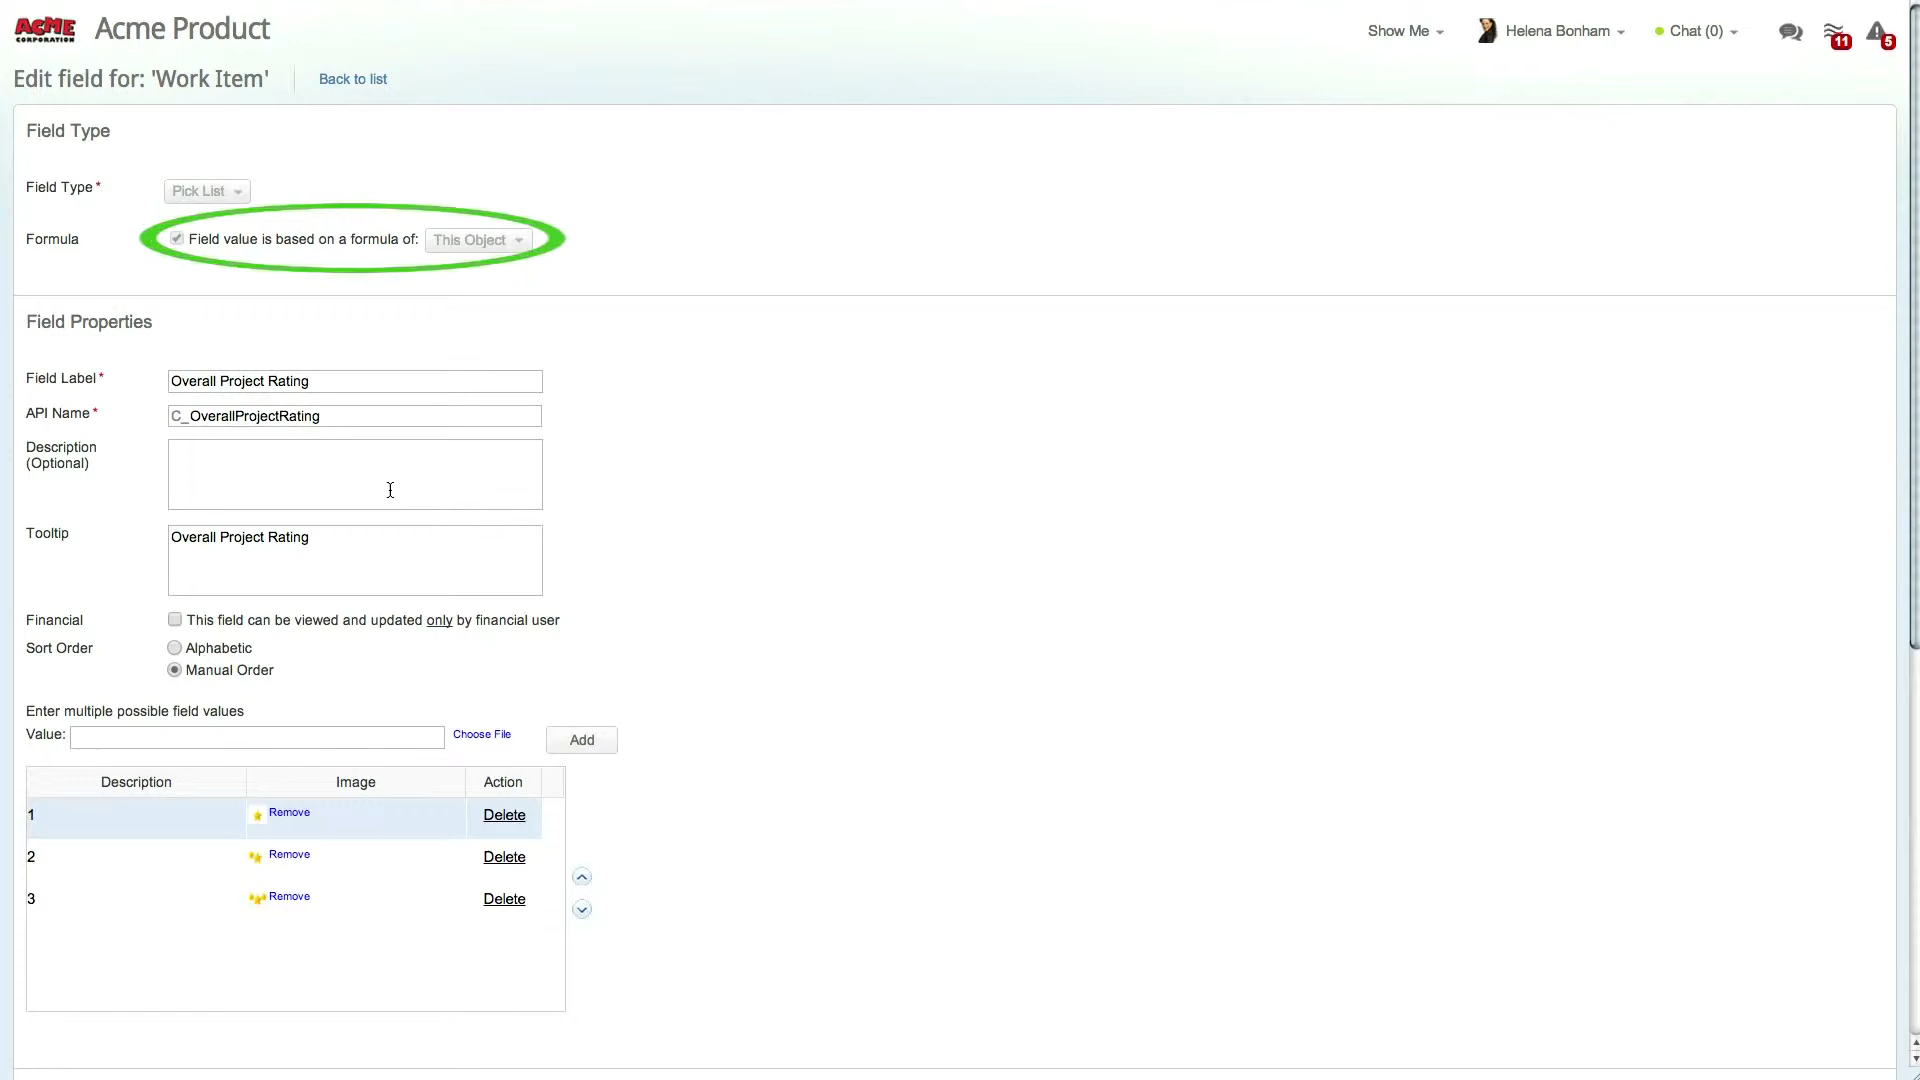 ACME
CORPORATION
Acme Product
Show Me
Helena Bonham
Chat (0)
11
5
Edit field for: 'Work Item'
Back to list
Field Type
Field Type*
Pick List
Formula
Field value is based on a formula of:
This Object
Field Properties
Field Label*
Overall Project Rating
API Name*
C_OverallProjectRating
Description
(Optional)
Tooltip
Overall Project Rating
Financial
This field can be viewed and updated only by financial user
Sort Order
Alphabetic
Manual Order
Enter multiple possible field values
Value:
Choose File
Add
Description
Image
Action
1
Remove
Delete
2
Remove
Delete
3
Remove
Delete